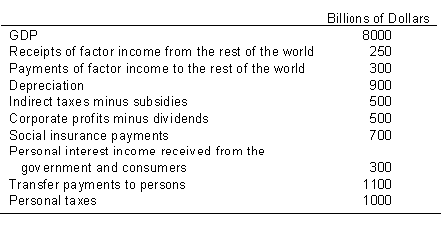 Billions of Dollars
GDP 8000
Receipts of factor income from the rest of the world 250
Payments of factor income to the rest of the world 300
Depreciation 900
Indirect taxes minus subsidies 500
Corporate profits minus dividends 500
Social insurance payments 700
Personal interest income received from the
government and consumers 300
Transfer payments to persons 1100
Personal taxes 1000